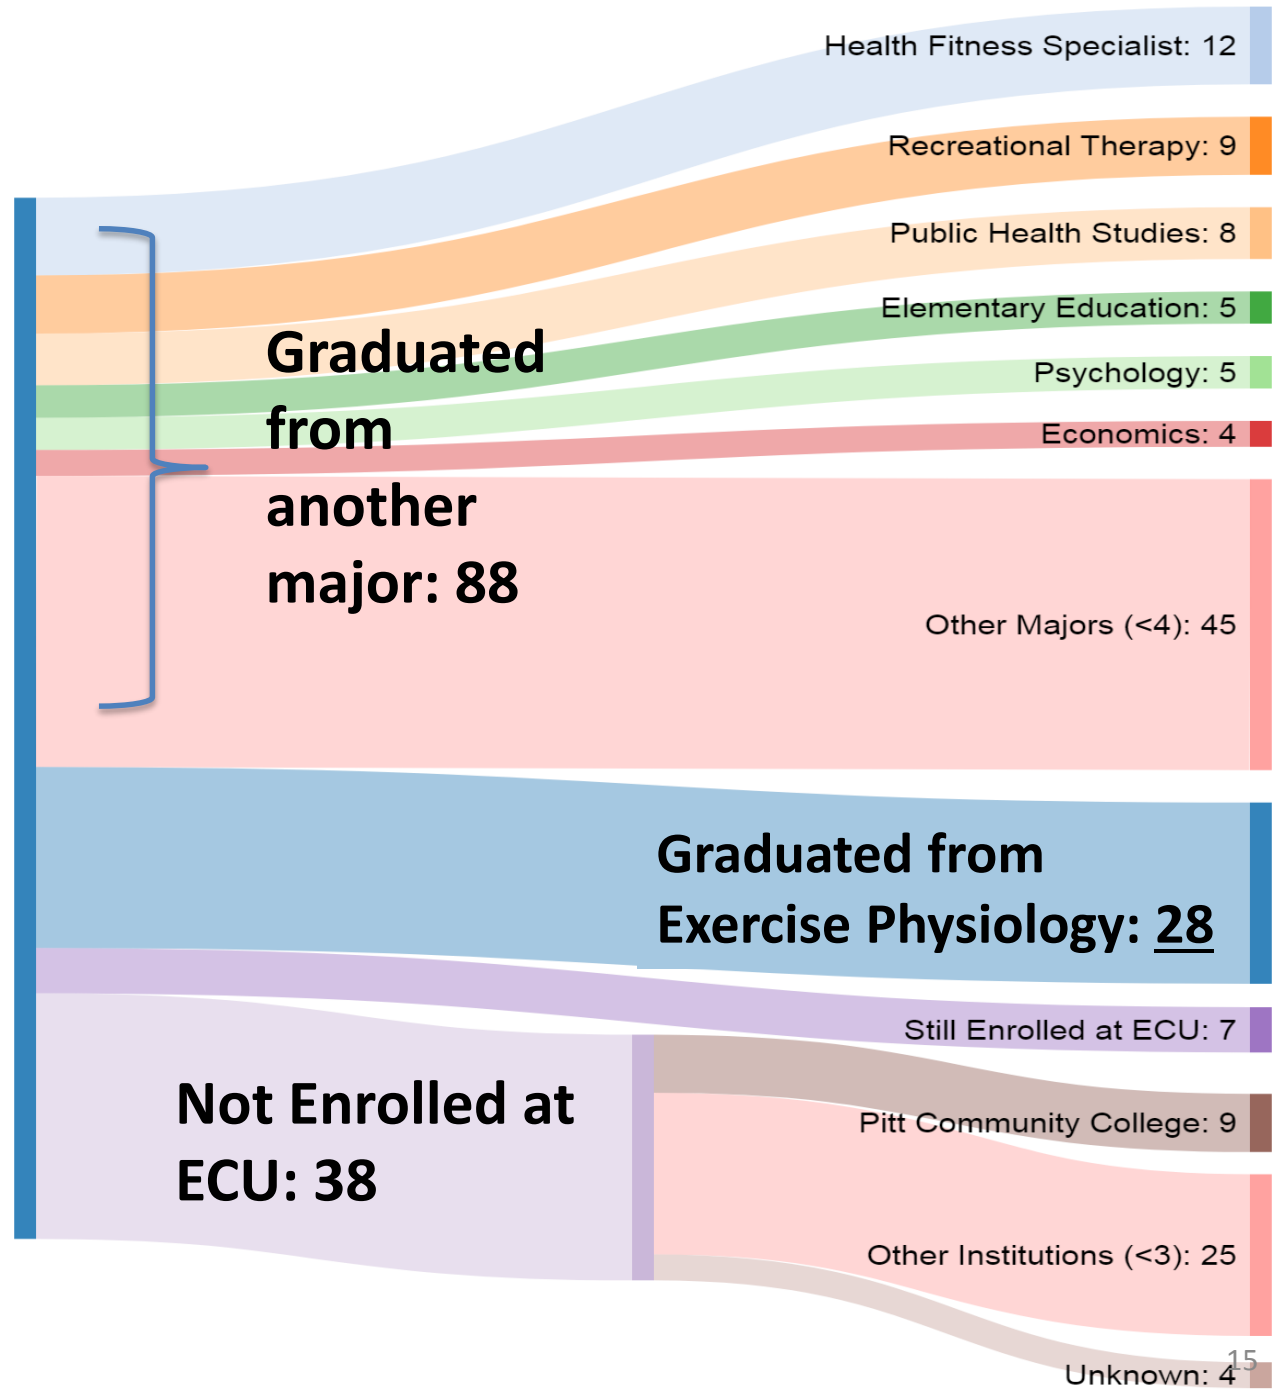 Health Fitness Specialist: 12
Recreational Therapy: 9
Public Health Studies: 8
Elementary Education: 5
Psychology: 5
Economics: 4
Graduated
from
another
major: 88
Other Majors (<4): 45
Graduated from
Exercise Physiology: 28
Still Enrolled at ECU: 7
Not Enrolled at
ECU: 38
Pitt Community College: 9
Other Institutions (<3): 25
Unknown: 4
15